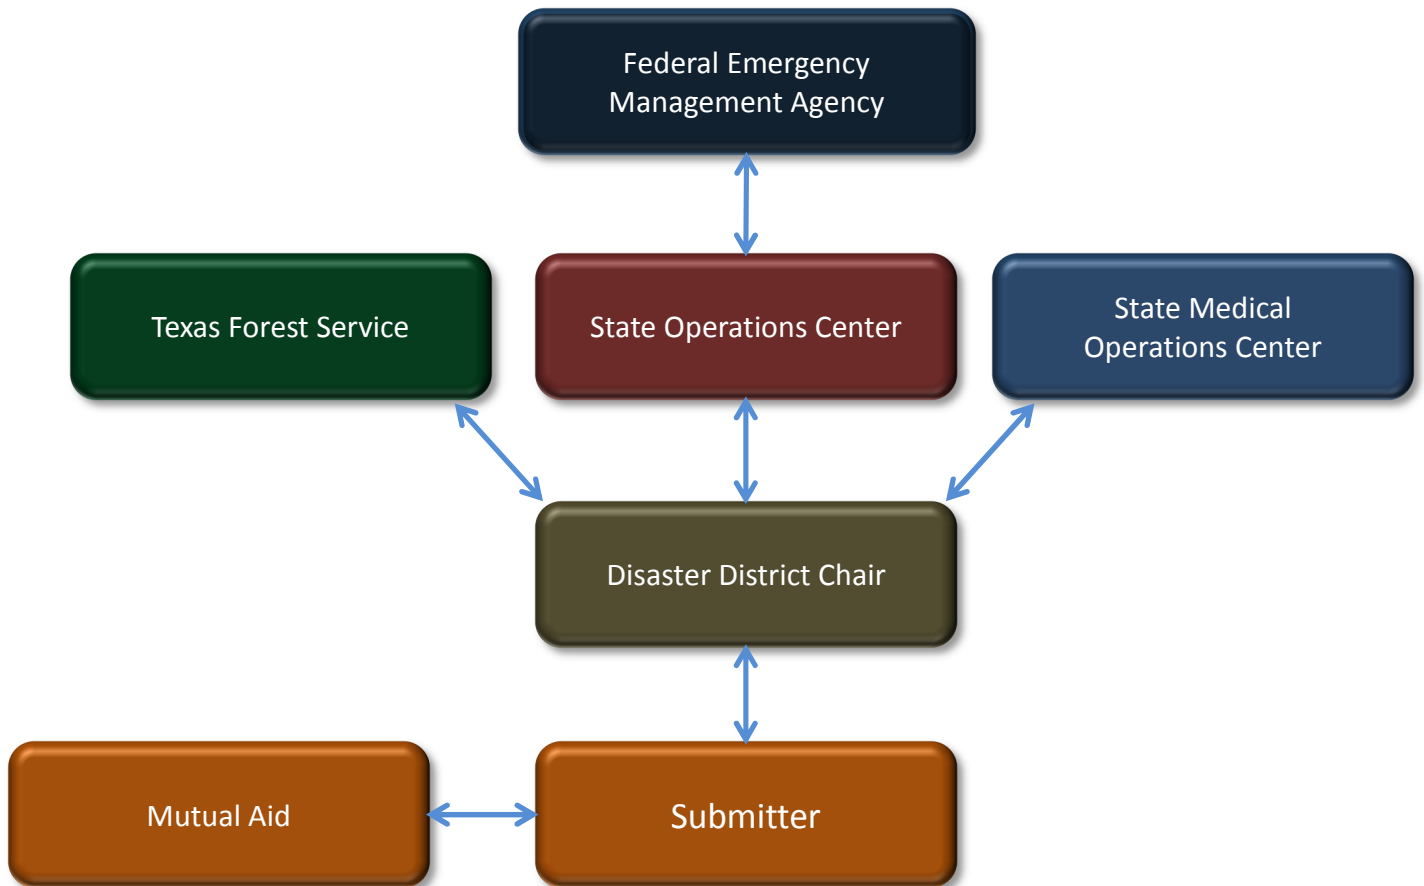 Federal Emergency
Management Agency
Texas Forest Service
State Operations Center
State Medical
Operations Center
Disaster District Chair
Mutual Aid
Submitter